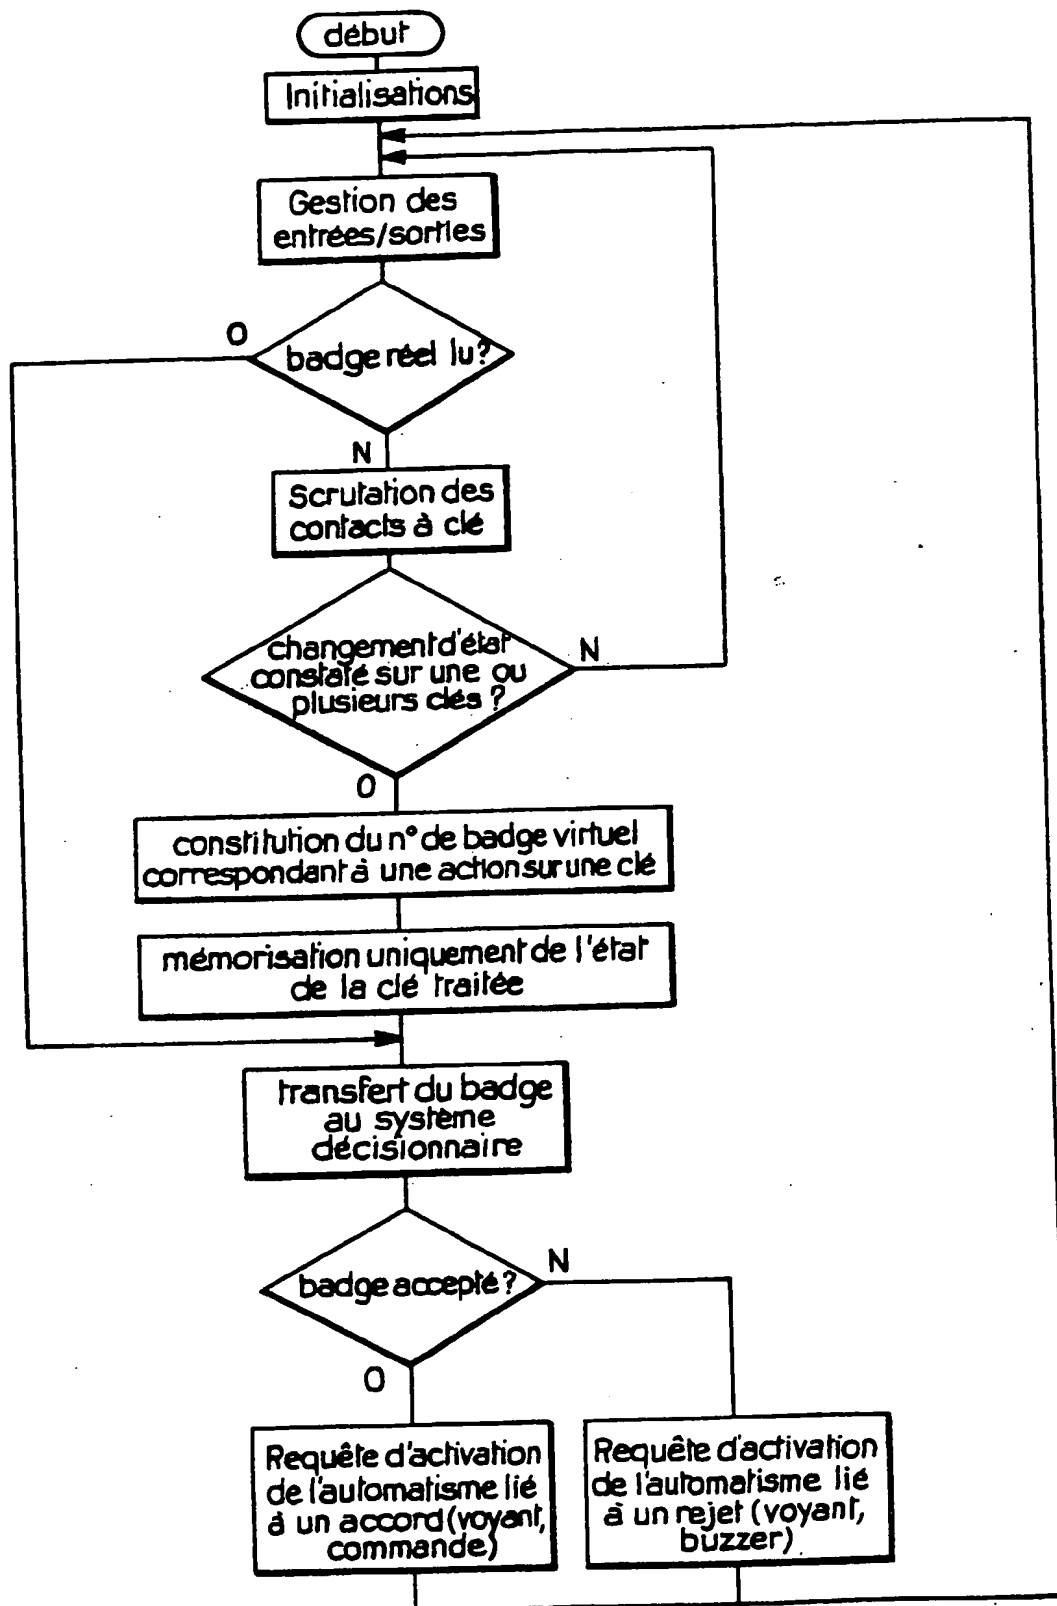 début
Initialisations
Gestion des
entrées/sorties
O
badge réel lu?
N
Scrutation des
contacts à clé
changement d'état
constaté sur une ou
plusieurs clés ?
N
O
constitution du n° de badge virtuel
correspondant à une action sur une clé
mémorisation uniquement de l'état
de la clé traitée
transfert du badge
au système
décisionnaire
badge accepté ?
N
O
Requête d'activation
de l'automatisme lié
à un accord (voyant,
commande)
Requête d'activation
de l'automatisme lié
à un rejet (voyant,
buzzer)